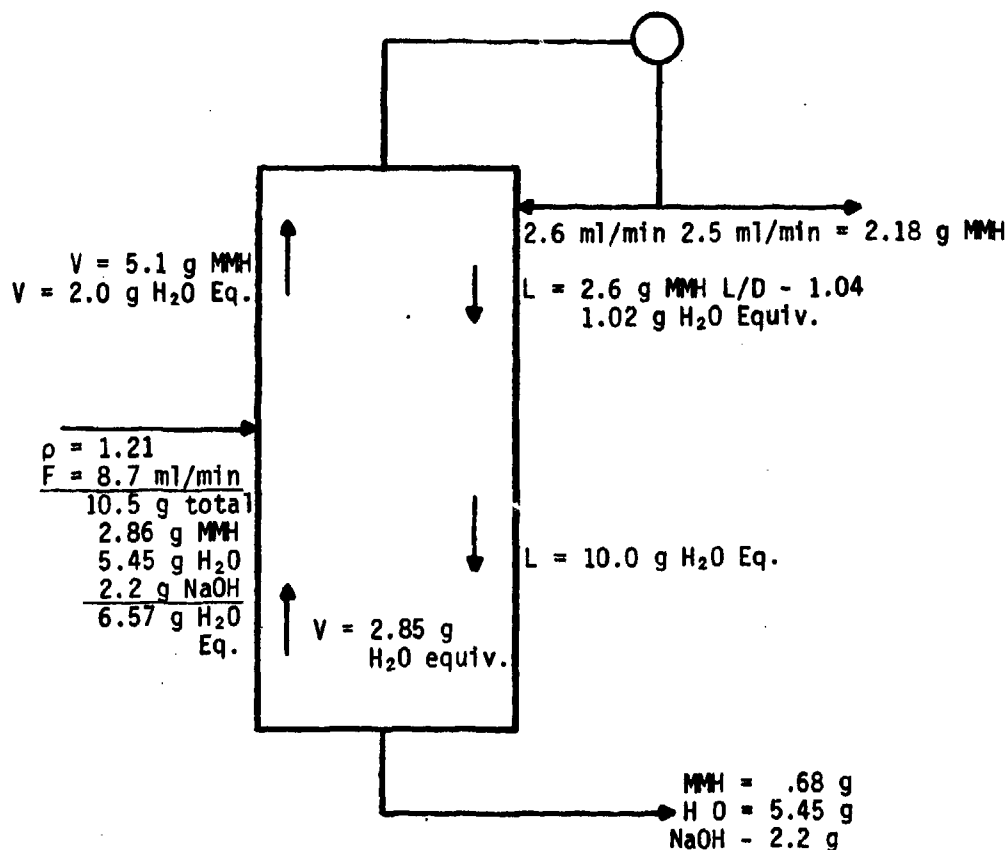 2.6 ml/min 2.5 ml/min = 2.18 g MMH
V = 5.1 g MMH
V = 2.0 g H₂O Eq.
L = 2.6 g MMH L/D - 1.04
1.02 g H₂O Equiv.
ρ = 1.21
F = 8.7 ml/min
10.5 g total
2.86 g MMH
5.45 g H₂O
2.2 g NaOH
6.57 g H₂O
Eq.
L = 10.0 g H₂O Eq.
V = 2.85 g
H₂O equiv.
MMH = .68 g
H O = 5.45 g
NaOH - 2.2 g